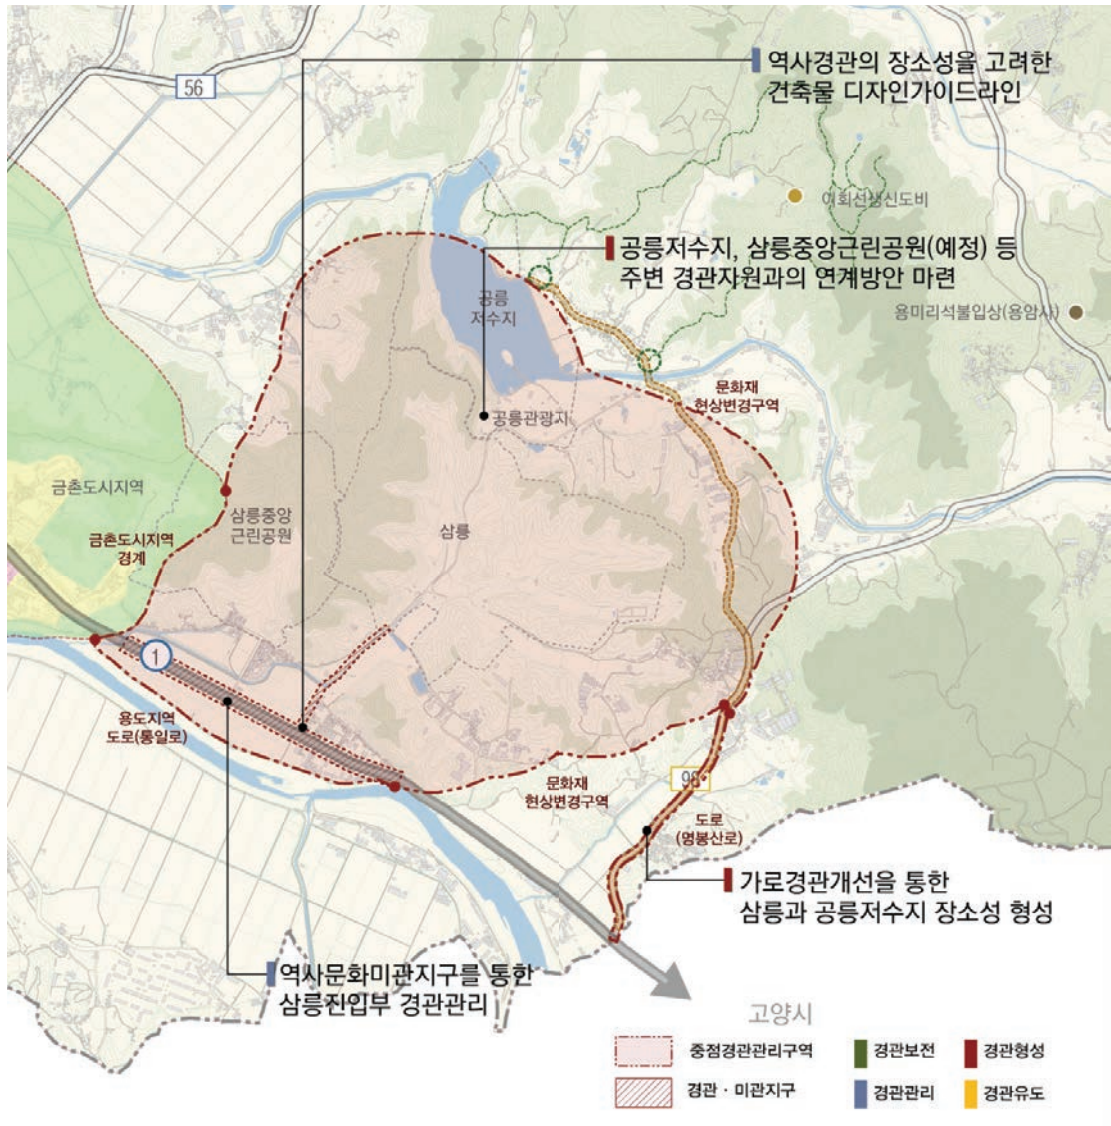 역사경관의 장소성을 고려한
건축물 디자인가이드라인
56
이회선생신도비
공릉저수지, 삼릉중앙근린공원(예정) 등
주변 경관자원과의 연계방안 마련
공릉
저수지
용미리석불입상(용암사)
문화재
현상변경구역
공릉관광지
금촌도시지역
삼릉중앙
근린공원
삼릉
금촌도시지역
경계
1
용도지역
도로(통일로)
문화재
현상변경구역
98
도로
(명봉산로)
가로경관개선을 통한
삼릉과 공릉저수지 장소성 형성
역사문화미관지구를 통한
삼릉진입부 경관관리
고양시
중점경관관리구역
경관보전
경관형성
경관 · 미관지구
경관관리
경관유도